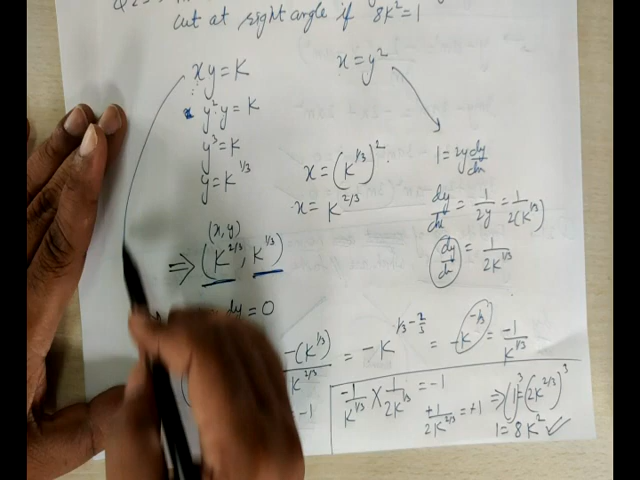 cut at right angle if 8K²=1
xy = K
x = y²
y²·y = K
y³ = K
y = K^1/3
x = (K^1/3)²
x = K^2/3
1 = 2y dy/dx
dy/dx = 1/2y = 1/2(K^1/3)
dy/dx = 1/2K^1/3
(x, y)
⇒ (K^2/3, K^1/3)
dy = 0
-(K^1/3)/K^2/3 = -K^1/3-2/3 = -K^-1/3 = -1/K^1/3
-1
-1/K^1/3 × 1/2K^1/3 = -1
+1/2K^2/3 = +1
⇒ (1)³ = (2K^2/3)³
1 = 8K²